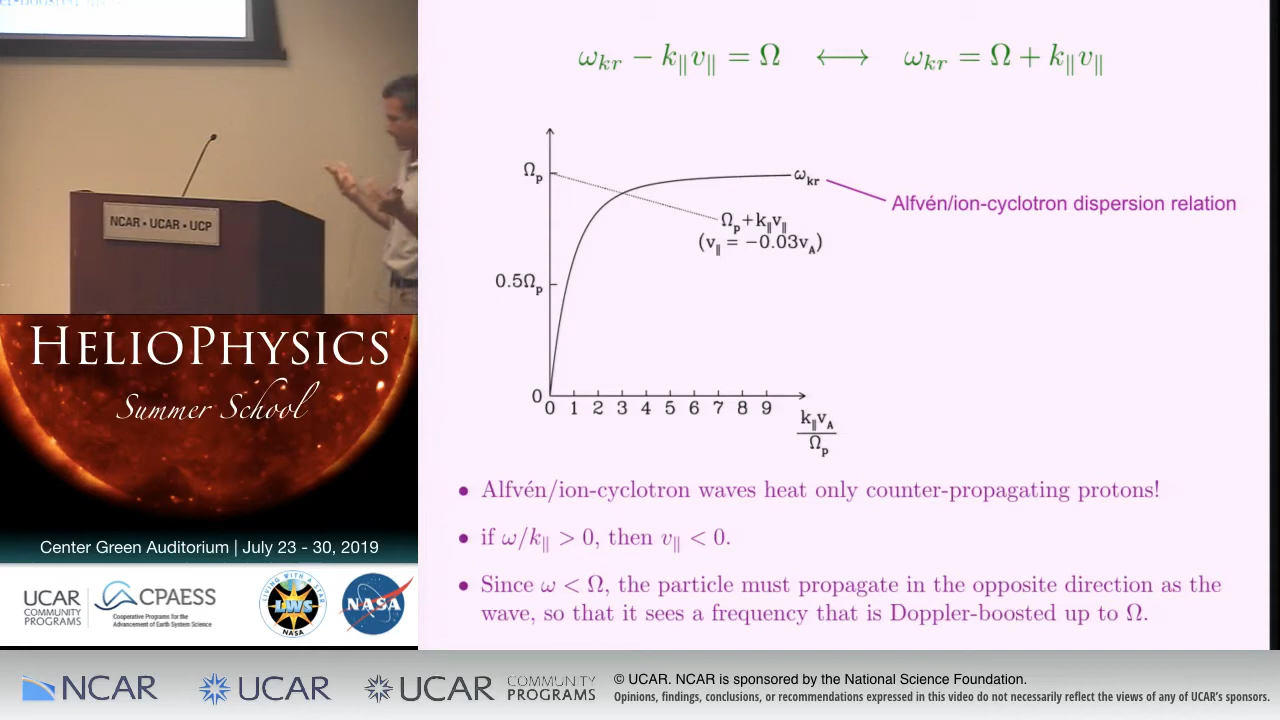 ω_kr − k_∥v_∥ = Ω ⟷ ω_kr = Ω + k_∥v_∥
NCAR • UCAR • UCP
Ω_p
ω_kr
Alfvén/ion-cyclotron dispersion relation
Ω_p+k_∥v_∥
(v_∥ = −0.03v_A)
0.5Ω_p
0
0 1 2 3 4 5 6 7 8 9
k_∥v_A
Ω_p
HELIOPHYSICS
Summer School
Center Green Auditorium | July 23 - 30, 2019
UCAR
COMMUNITY
PROGRAMS
CPAESS
Cooperative Programs for the
Advancement of Earth System Science
LIVING WITH A STAR
LWS
NASA
NASA
• Alfvén/ion-cyclotron waves heat only counter-propagating protons!
• if ω/k_∥ > 0, then v_∥ < 0.
• Since ω < Ω, the particle must propagate in the opposite direction as the
wave, so that it sees a frequency that is Doppler-boosted up to Ω.
NCAR
UCAR
UCAR
COMMUNITY
PROGRAMS
© UCAR. NCAR is sponsored by the National Science Foundation.
Opinions, findings, conclusions, or recommendations expressed in this video do not necessarily reflect the views of any of UCAR's sponsors.